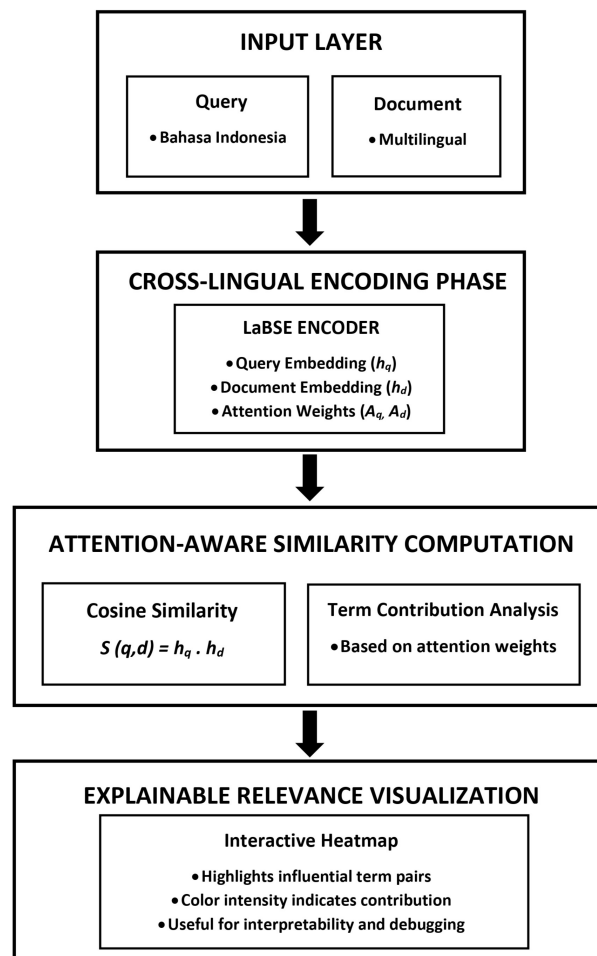 INPUT LAYER
Query
• Bahasa Indonesia
Document
• Multilingual
CROSS-LINGUAL ENCODING PHASE
LaBSE ENCODER
• Query Embedding (hq)
• Document Embedding (hd)
• Attention Weights (Aq, Ad)
ATTENTION-AWARE SIMILARITY COMPUTATION
Cosine Similarity
S (q,d) = hq . hd
Term Contribution Analysis
• Based on attention weights
EXPLAINABLE RELEVANCE VISUALIZATION
Interactive Heatmap
• Highlights influential term pairs
• Color intensity indicates contribution
• Useful for interpretability and debugging